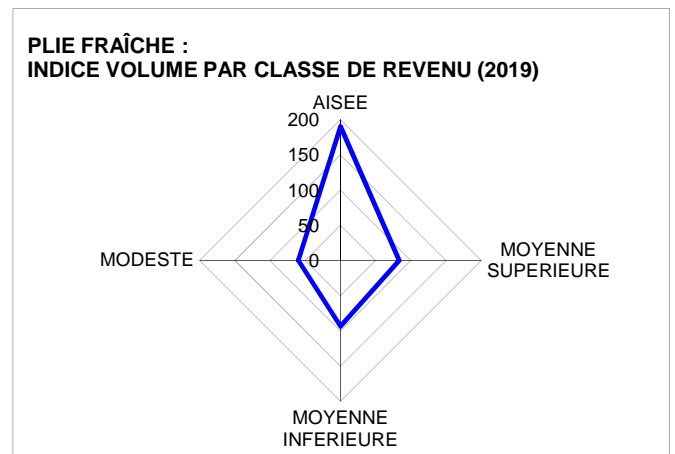 PLIE FRAÎCHE :
INDICE VOLUME PAR CLASSE DE REVENU (2019)
AISEE
200
150
100
50
0
MODESTE
MOYENNE
SUPERIEURE
MOYENNE
INFERIEURE